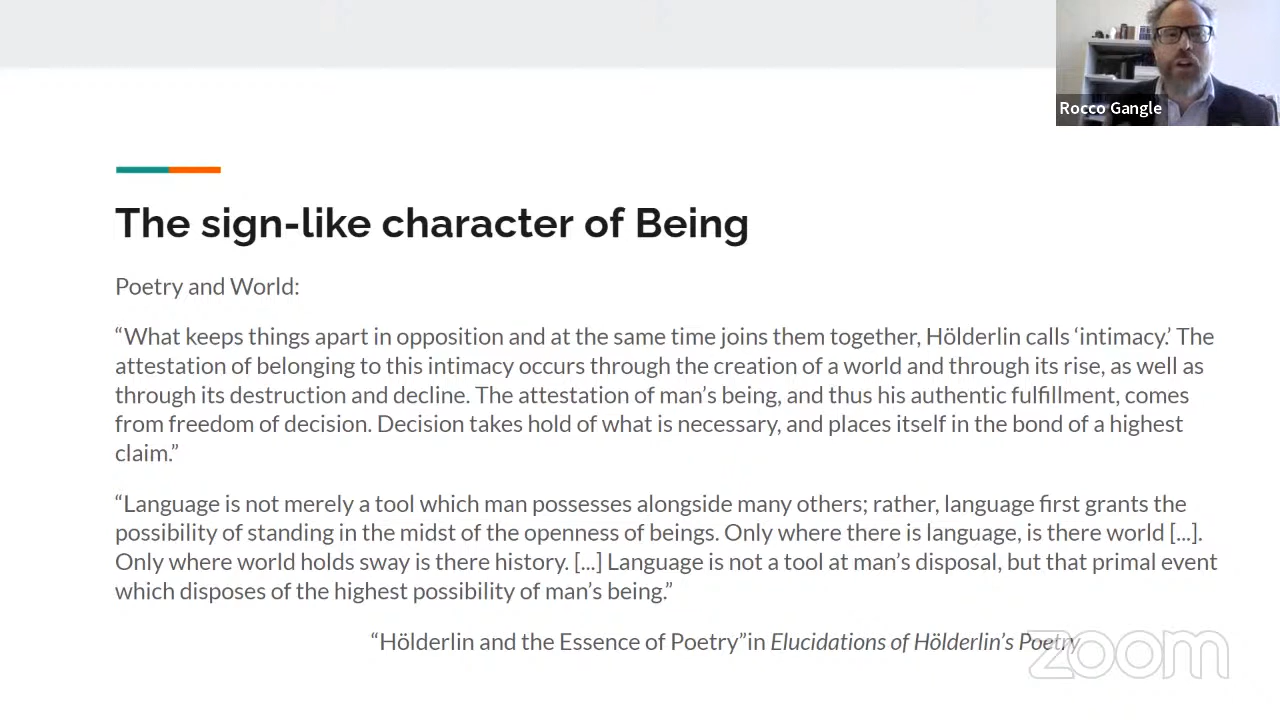 Rocco Gangle
The sign-like character of Being
Poetry and World:
“What keeps things apart in opposition and at the same time joins them together, Hölderlin calls ‘intimacy.’ The
attestation of belonging to this intimacy occurs through the creation of a world and through its rise, as well as
through its destruction and decline. The attestation of man’s being, and thus his authentic fulfillment, comes
from freedom of decision. Decision takes hold of what is necessary, and places itself in the bond of a highest
claim.”
“Language is not merely a tool which man possesses alongside many others; rather, language first grants the
possibility of standing in the midst of the openness of beings. Only where there is language, is there world [...].
Only where world holds sway is there history. [...] Language is not a tool at man’s disposal, but that primal event
which disposes of the highest possibility of man’s being.”
“Hölderlin and the Essence of Poetry”in Elucidations of Hölderlin’s Poetry
zoom